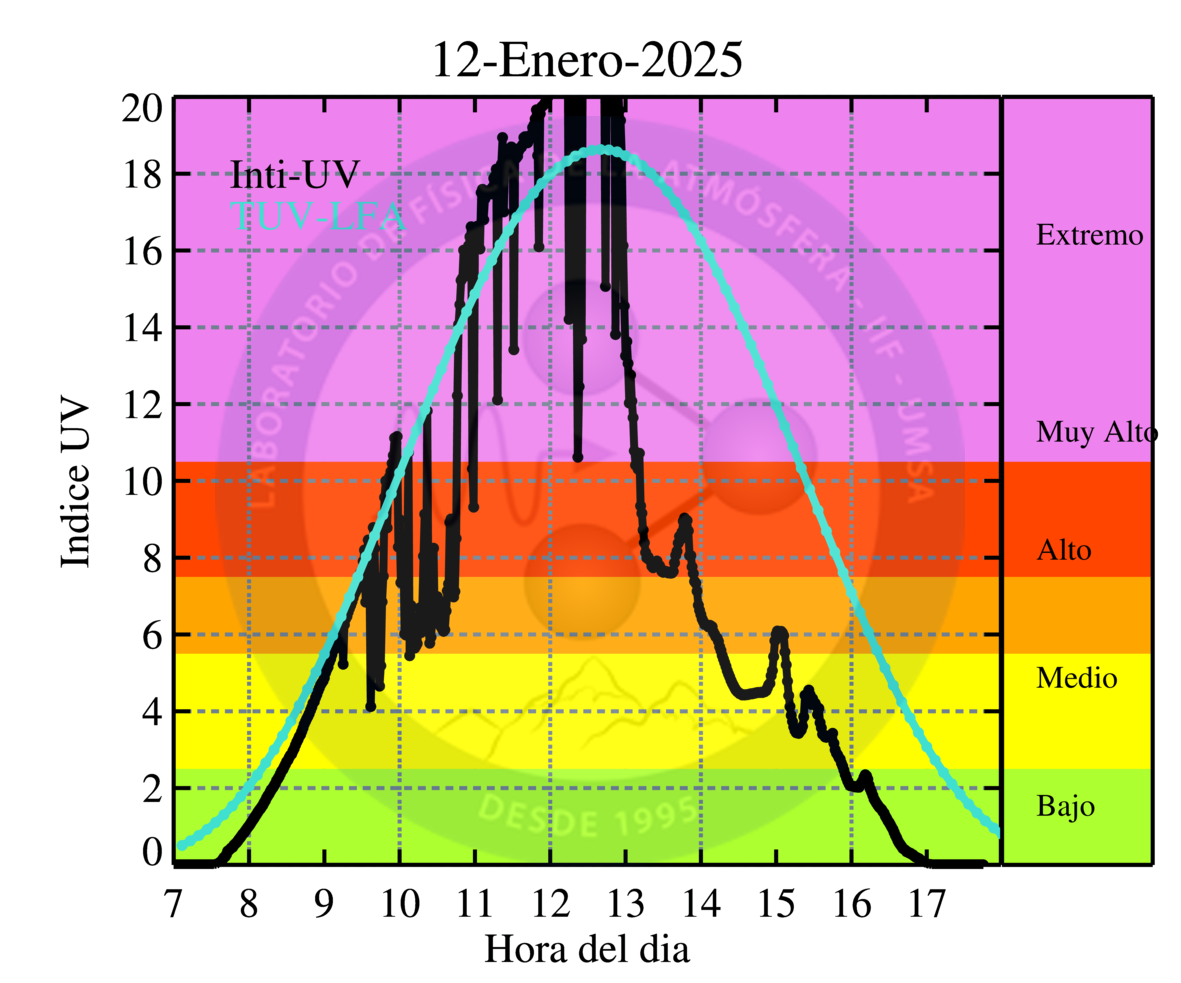 12-Enero-2025
Inti-UV
TUV-LFA
LABORATORIO DE FÍSICA DE LA ATMÓSFERA - IIF - UMSA
DESDE 1995
Indice UV
20
18
16
14
12
10
8
6
4
2
0
Extremo
Muy Alto
Alto
Medio
Bajo
7 8 9 10 11 12 13 14 15 16 17
Hora del dia